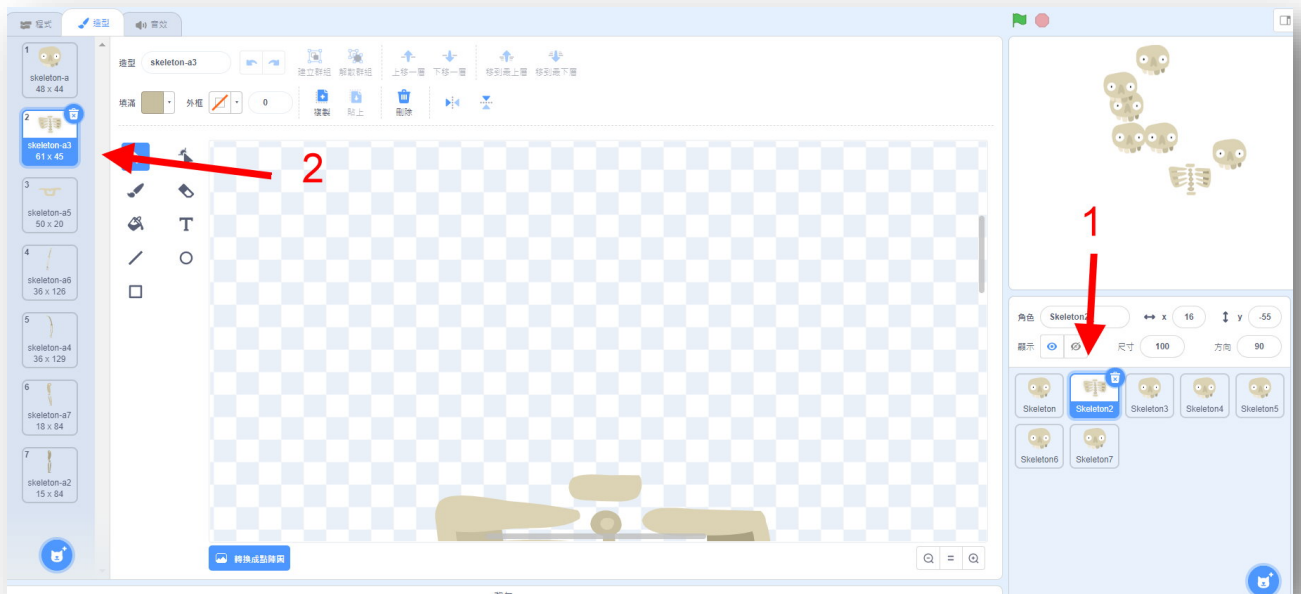 程式 造型 音效
1
skeleton-a
48 x 44
2
skeleton-a3
61 x 45
3
skeleton-a5
50 x 20
4
skeleton-a6
36 x 126
5
skeleton-a4
36 x 129
6
skeleton-a7
18 x 84
7
skeleton-a2
15 x 84
造型 skeleton-a3 建立群組 解散群組 上移一層 下移一層 移到最上層 移到最下層
填滿 外框 0 複製 貼上 刪除
2
T
轉換成點陣圖
=
1
角色 Skeleton2 x 16 y -55
顯示 尺寸 100 方向 90
Skeleton Skeleton2 Skeleton3 Skeleton4 Skeleton5
Skeleton6 Skeleton7